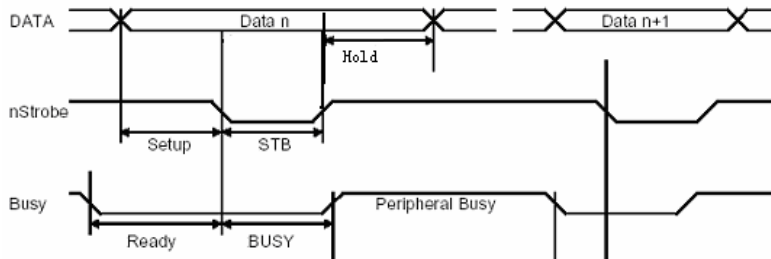 DATA
Data n
Data n+1
Hold
nStrobe
Setup
STB
Busy
Peripheral Busy
Ready
BUSY